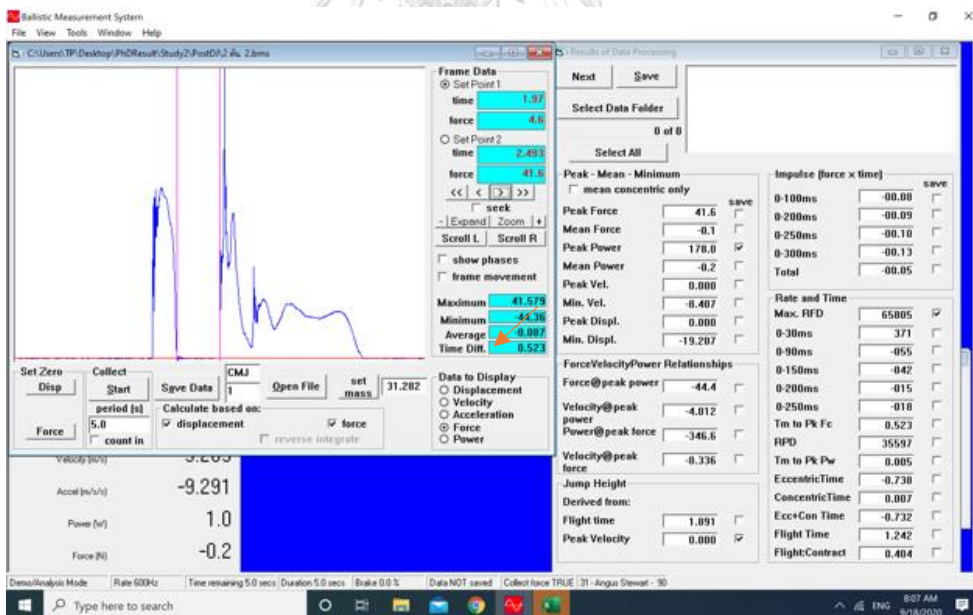 Ballistic Measurement System
File View Tools Window Help
C:\Users\TP\Desktop\PhDResult\Study2\PostDJ\2 ต้น 2.bms
Frame Data
Set Point 1
time 1.97
force 4.6
Set Point 2
time 2.493
force 41.6
<< < > >>
seek
- Expand Zoom +
Scroll L Scroll R
show phases
frame movement
Maximum 41.579
Minimum -44.36
Average -0.087
Time Diff. 0.523
Set Zero
Disp
Force
Collect
Start
period (s)
5.0
count in
Save Data
CMJ
1
Open File
set mass
31.282
Calculate based on:
displacement
force
reverse integrate
Data to Display
Displacement
Velocity
Acceleration
Force
Power
Velocity (m/s)
Accel (m/s/s) -9.291
Power (W) 1.0
Force (N) -0.2
Results of Data Processing
Next Save
Select Data Folder
0 of 0
Select All
Peak - Mean - Minimum
mean concentric only
save
Peak Force 41.6
Mean Force -0.1
Peak Power 178.0
Mean Power -0.2
Peak Vel. 0.000
Min. Vel. -8.407
Peak Displ. 0.000
Min. Displ. -19.207
ForceVelocityPower Relationships
Force@peak power -44.4
Velocity@peak power -4.012
Power@peak force -346.6
Velocity@peak force -8.336
Jump Height
Derived from:
Flight time 1.891
Peak Velocity 0.000
Impulse (force x time)
save
0-100ms -00.08
0-200ms -00.09
0-250ms -00.10
0-300ms -00.13
Total -00.05
Rate and Time
Max. RFD 65805
0-30ms 371
0-90ms -055
0-150ms -042
0-200ms -015
0-250ms -018
Tm to Pk Fc 0.523
RPD 35597
Tm to Pk Pw 0.005
EccentricTime -0.738
ConcentricTime 0.007
Ecc+Con Time -0.732
Flight Time 1.242
Flight:Contract 0.404
Demo/Analysis Mode Rate 600Hz Time remaining 5.0 secs Duration 5.0 secs Brake 0.0 % Data NOT saved Collect force TRUE 31 - Angus Stewart - 90
Type here to search
ENG
8:07 AM
9/18/2020